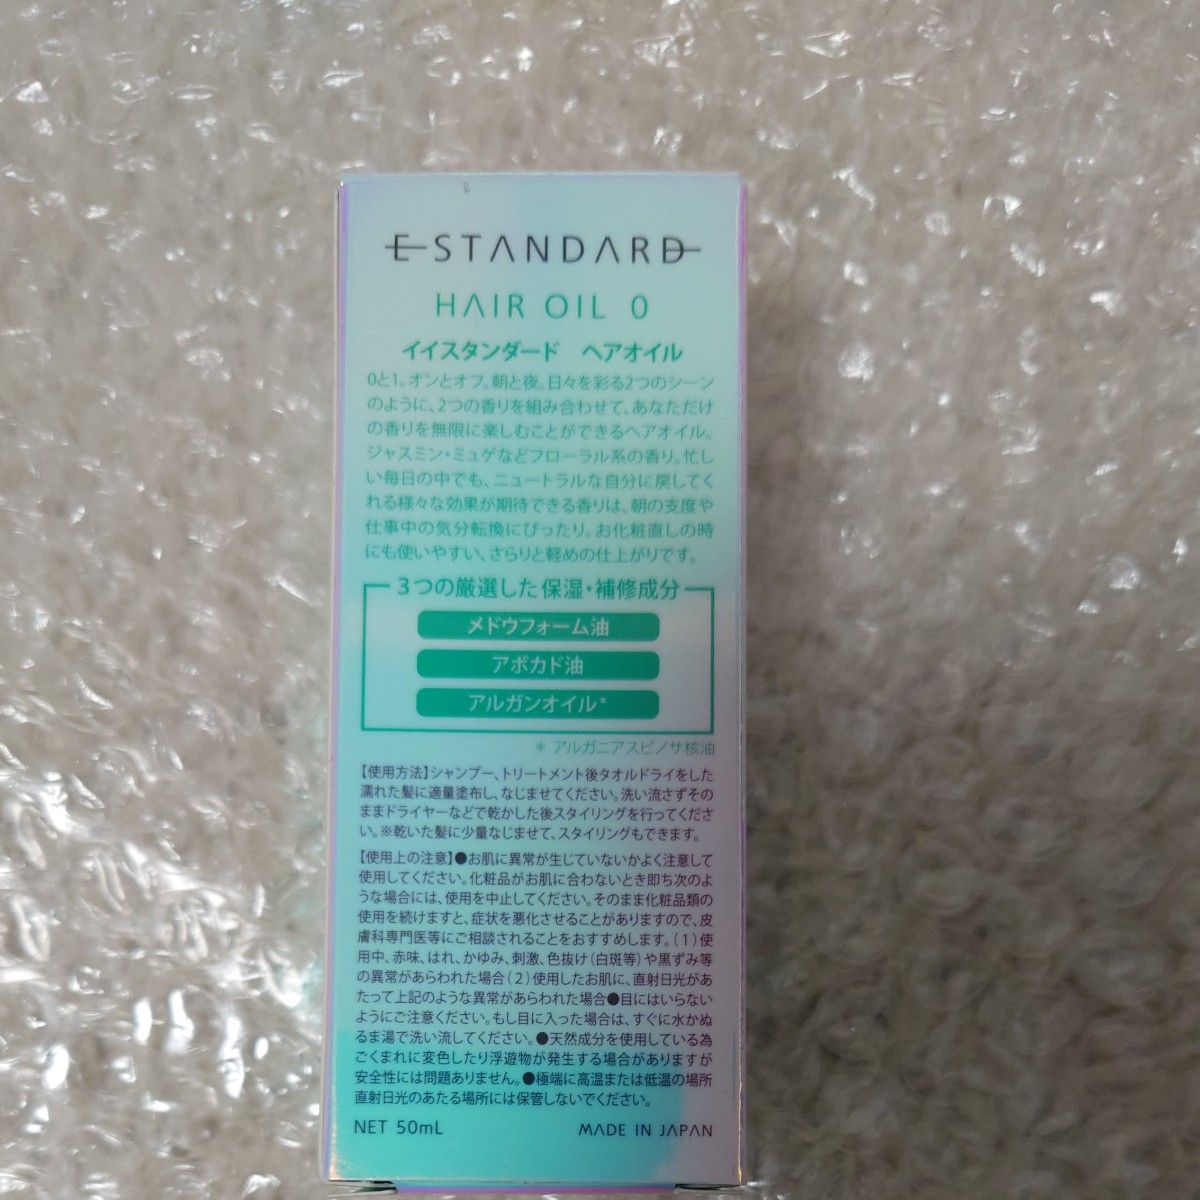 E STANDARD
HAIR OIL 0
イイスタンダード ヘアオイル
0と1。オンとオフ。朝と夜。日々を彩る2つのシーン
のように、2つの香りを組み合わせて、あなただけ
の香りを無限に楽しむことができるヘアオイル。
ジャスミン・ミュゲなどフローラル系の香り。忙し
い毎日の中でも、ニュートラルな自分に戻してく
れる様々な効果が期待できる香りは、朝の支度や
仕事中の気分転換にぴったり。お化粧直しの時
にも使いやすい、さらりと軽めの仕上がりです。
3つの厳選した保湿・補修成分
メドウフォーム油
アボカド油
アルガンオイル*
* アルガニアスピノサ核油
【使用方法】シャンプー、トリートメント後タオルドライをした
濡れた髪に適量塗布し、なじませてください。洗い流さずその
ままドライヤーなどで乾かした後スタイリングを行ってくださ
い。※乾いた髪に少量なじませて、スタイリングもできます。
【使用上の注意】●お肌に異常が生じていないかよく注意して
使用してください。化粧品がお肌に合わないとき即ち次のよ
うな場合には、使用を中止してください。そのまま化粧品類の
使用を続けますと、症状を悪化させることがありますので、皮
膚科専門医等にご相談されることをおすすめします。(1)使
用中、赤味、はれ、かゆみ、刺激、色抜け(白斑等)や黒ずみ等
の異常があらわれた場合(2)使用したお肌に、直射日光があ
たって上記のような異常があらわれた場合●目にはいらない
ようにご注意ください。もし目に入った場合は、すぐに水かぬ
るま湯で洗い流してください。●天然成分を使用している為
ごくまれに変色したり浮遊物が発生する場合がありますが
安全性には問題ありません。●極端に高温または低温の場所
直射日光のあたる場所には保管しないでください。
NET 50mL MADE IN JAPAN